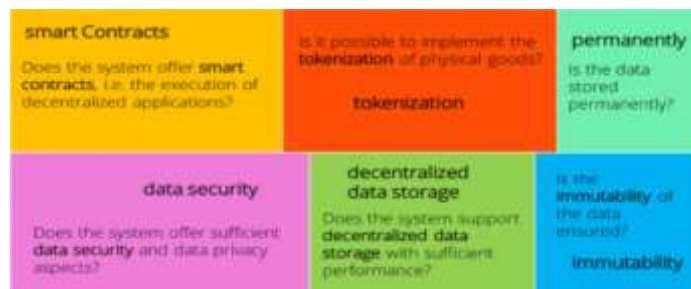 smart Contracts
Does the system offer smart
contracts, i.e. the execution of
decentralized applications?
Is it possible to implement the
tokenization of physical goods?
tokenization
permanently
Is the data
stored
permanently?
data security
Does the system offer sufficient
data security and data privacy
aspects?
decentralized
data storage
Does the system support
decentralized data
storage with sufficient
performance?
Is the
immutability of
the data
ensured?
immutability